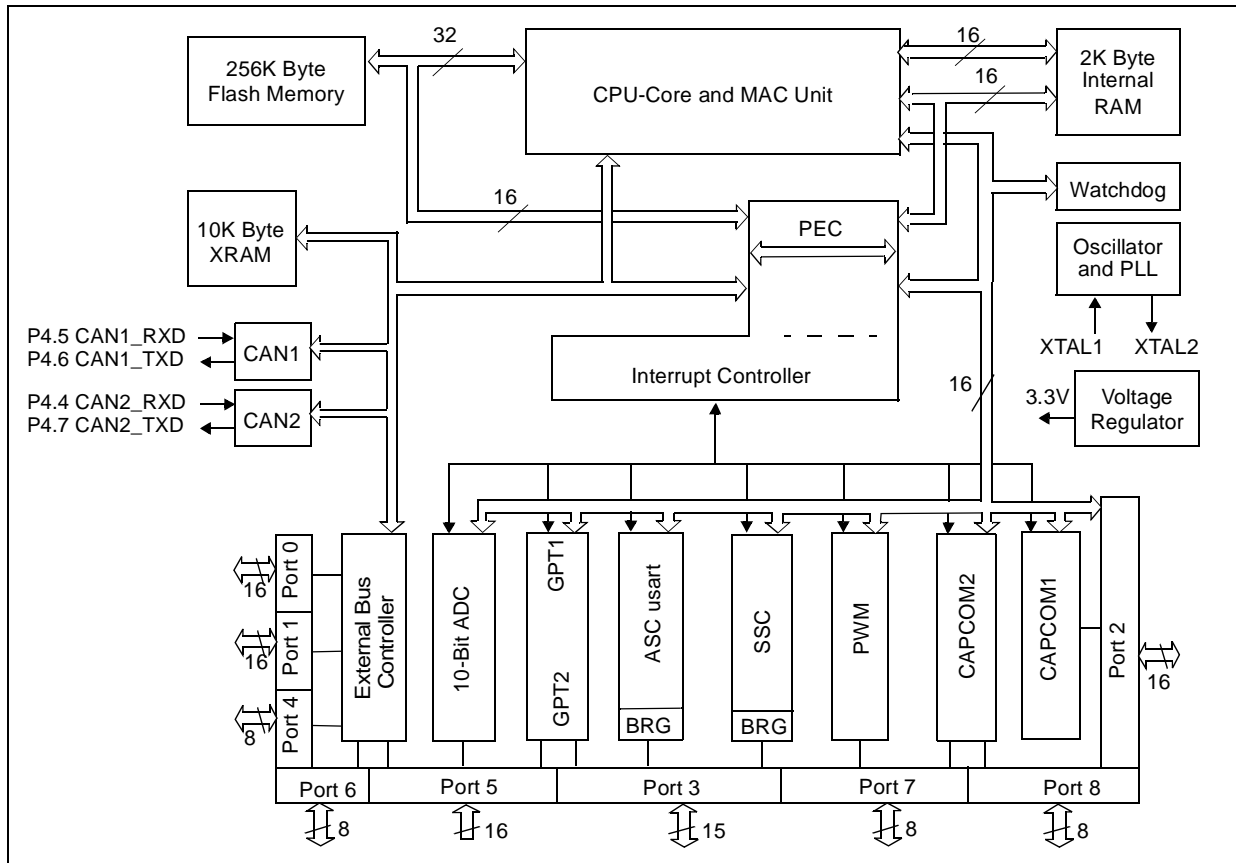 256K Byte
Flash Memory
32
CPU-Core and MAC Unit
16
16
2K Byte
Internal
RAM
10K Byte
XRAM
16
PEC
Watchdog
Oscillator
and PLL
XTAL1
XTAL2
P4.5 CAN1_RXD
P4.6 CAN1_TXD
CAN1
P4.4 CAN2_RXD
P4.7 CAN2_TXD
CAN2
Interrupt Controller
16
3.3V
Voltage
Regulator
Port 0
16
Port 1
16
Port 4
8
External Bus
Controller
10-Bit ADC
GPT1
GPT2
ASC usart
BRG
SSC
BRG
PWM
CAPCOM2
CAPCOM1
Port 2
16
Port 6
Port 5
Port 3
Port 7
Port 8
8
16
15
8
8